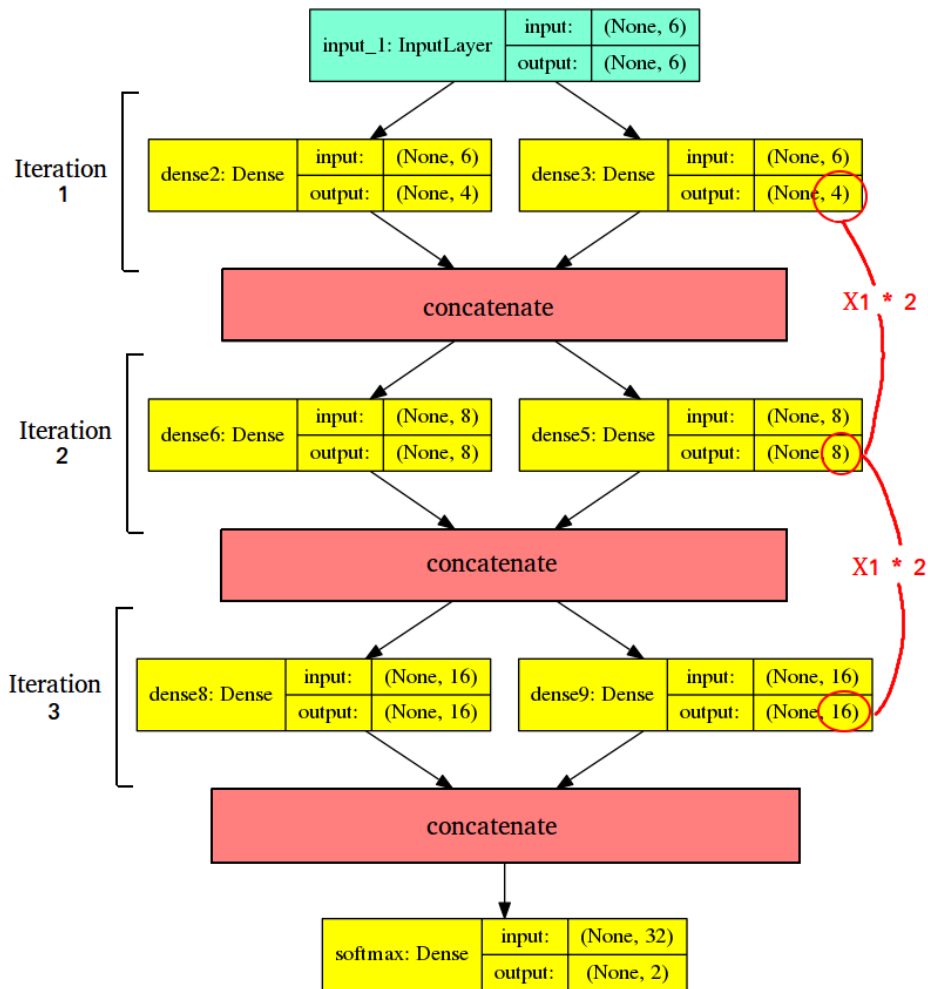 input_1: InputLayer
input: (None, 6)
output: (None, 6)
Iteration
1
dense2: Dense
input: (None, 6)
output: (None, 4)
dense3: Dense
input: (None, 6)
output: (None, 4)
X1 * 2
concatenate
Iteration
2
dense6: Dense
input: (None, 8)
output: (None, 8)
dense5: Dense
input: (None, 8)
output: (None, 8)
X1 * 2
concatenate
Iteration
3
dense8: Dense
input: (None, 16)
output: (None, 16)
dense9: Dense
input: (None, 16)
output: (None, 16)
concatenate
softmax: Dense
input: (None, 32)
output: (None, 2)